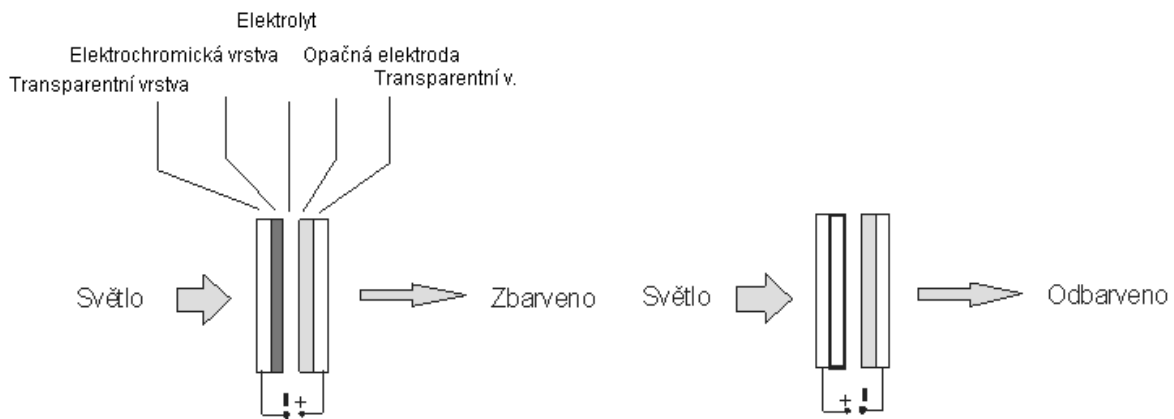 Elektrolyt
Elektrochromická vrstva Opačná elektroda
Transparentní vrstva Transparentní v.
Světlo Zbarveno Světlo Odbarveno
+ +